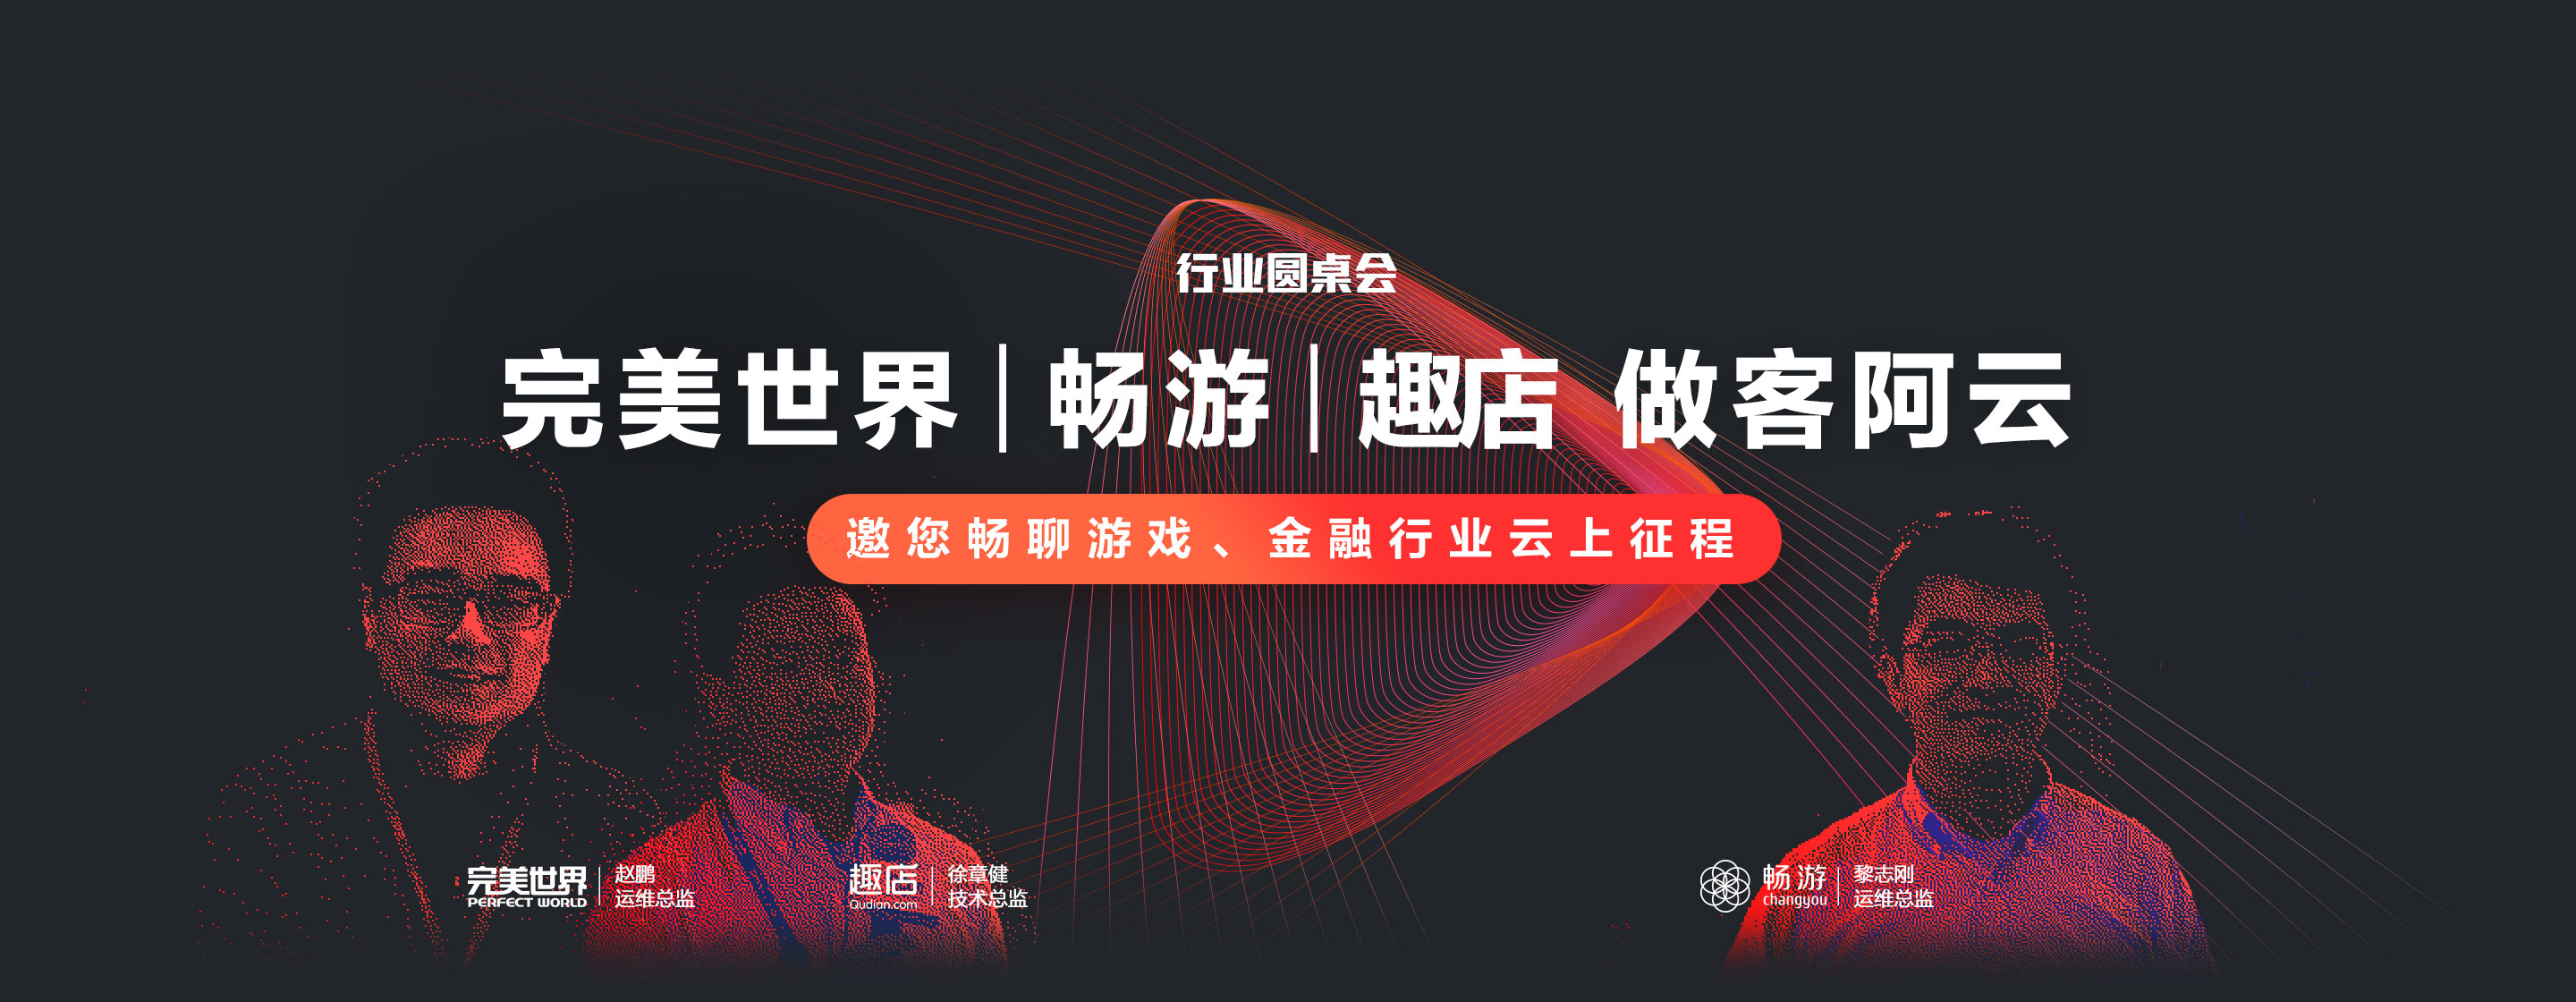 行业圆桌会
完美世界｜畅游｜趣店 做客阿云
邀您畅聊游戏、金融行业云上征程
完美世界
PERFECT WORLD
赵鹏
运维总监
趣店
Qudian.com
徐章健
技术总监
畅游
changyou
黎志刚
运维总监